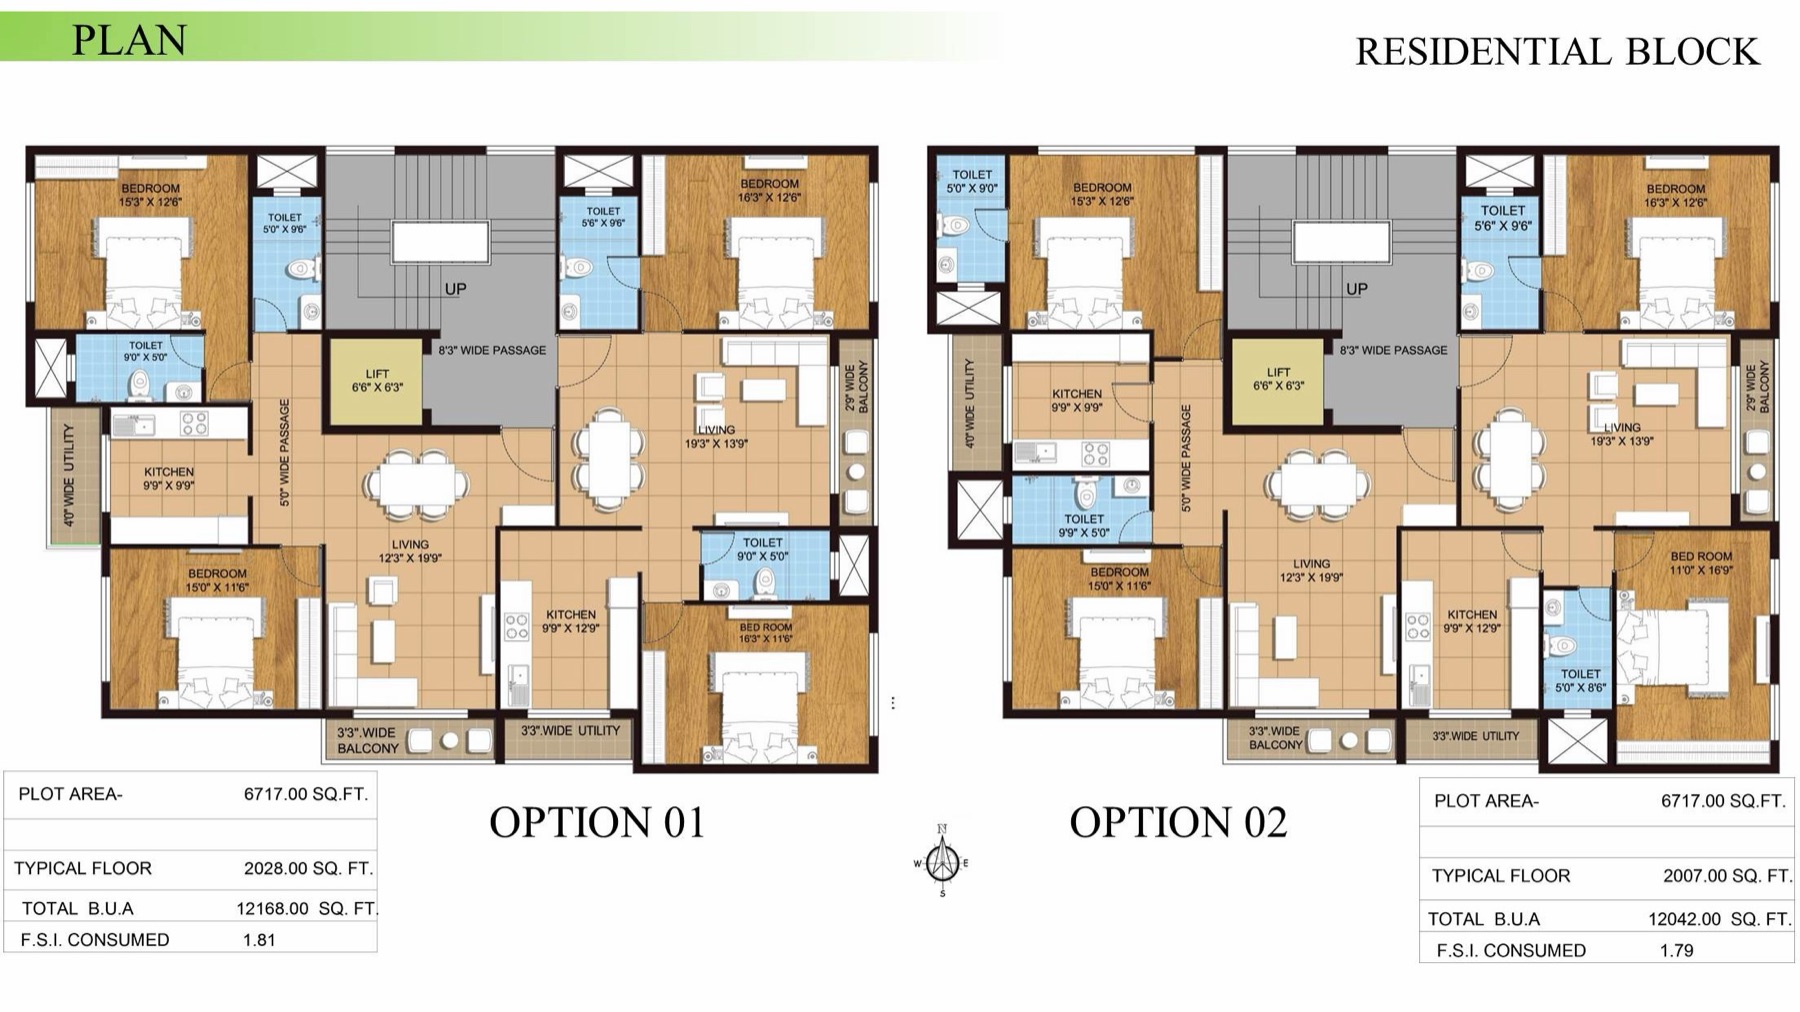 PLAN
RESIDENTIAL BLOCK
BEDROOM
15'3" X 12'6"
TOILET
5'0" X 9'6"
UP
TOILET
5'6" X 9'6"
BEDROOM
16'3" X 12'6"
TOILET
9'0" X 5'0"
LIFT
6'6" X 6'3"
8'3" WIDE PASSAGE
2'9" WIDE
BALCONY
4'0" WIDE UTILITY
5'0" WIDE PASSAGE
LIVING
19'3" X 13'9"
KITCHEN
9'9" X 9'9"
LIVING
12'3" X 19'9"
TOILET
9'0" X 5'0"
BEDROOM
15'0" X 11'6"
KITCHEN
9'9" X 12'9"
BED ROOM
16'3" X 11'6"
3'3".WIDE
BALCONY
3'3".WIDE UTILITY
...
TOILET
5'0" X 9'0"
BEDROOM
15'3" X 12'6"
UP
TOILET
5'6" X 9'6"
BEDROOM
16'3" X 12'6"
8'3" WIDE PASSAGE
LIFT
6'6" X 6'3"
2'9" WIDE
BALCONY
4'0" WIDE UTILITY
KITCHEN
9'9" X 9'9"
5'0" WIDE PASSAGE
LIVING
19'3" X 13'9"
TOILET
9'9" X 5'0"
LIVING
12'3" X 19'9"
BEDROOM
15'0" X 11'6"
BED ROOM
11'0" X 16'9"
KITCHEN
9'9" X 12'9"
TOILET
5'0" X 8'6"
3'3".WIDE
BALCONY
3'3".WIDE UTILITY
PLOT AREA- 6717.00 SQ.FT.
TYPICAL FLOOR 2028.00 SQ. FT.
TOTAL B.U.A 12168.00 SQ. FT.
F.S.I. CONSUMED 1.81
OPTION 01
N
W E
S
OPTION 02
PLOT AREA- 6717.00 SQ.FT.
TYPICAL FLOOR 2007.00 SQ. FT.
TOTAL B.U.A 12042.00 SQ. FT.
F.S.I. CONSUMED 1.79